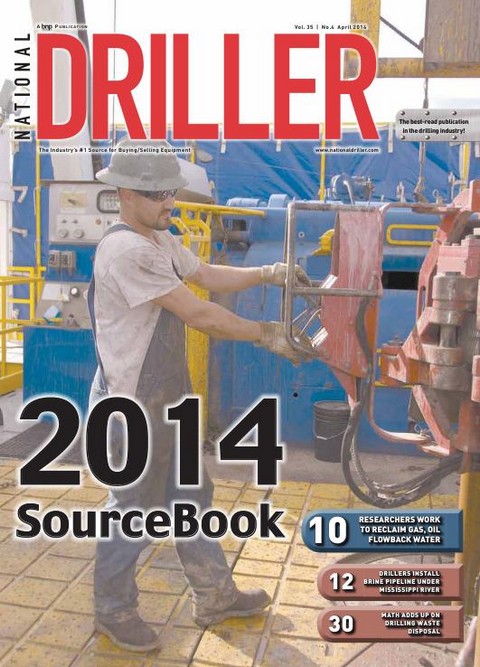 A bnp PUBLICATION
Vol. 35 | No.4 April 2014
NATIONAL
DRILLER
The best-read publication
in the drilling industry!
The Industry's #1 Source for Buying/Selling Equipment
www.nationaldriller.com
2014
SourceBook
10 RESEARCHERS WORK
TO RECLAIM GAS, OIL
FLOWBACK WATER
12 DRILLERS INSTALL
BRINE PIPELINE UNDER
MISSISSIPPI RIVER
30 MATH ADDS UP ON
DRILLING WASTE
DISPOSAL